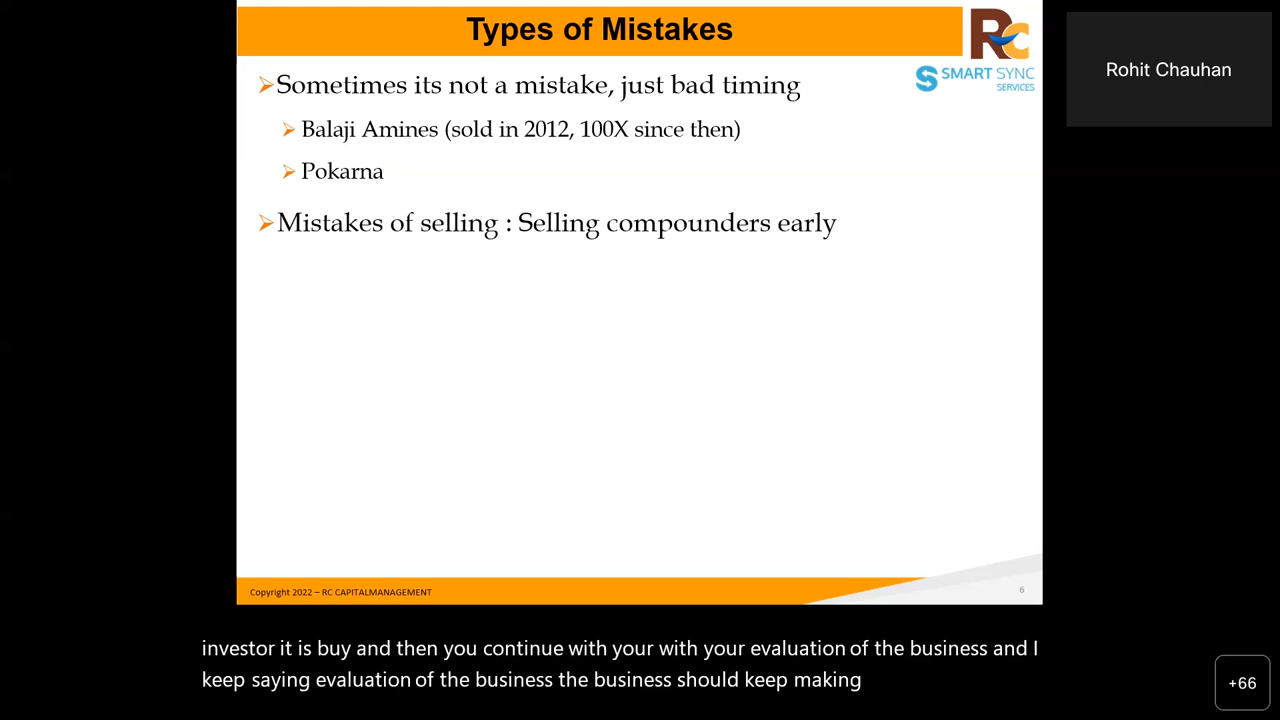 Types of Mistakes
Rc
SMART SYNC
SERVICES
Rohit Chauhan
➢Sometimes its not a mistake, just bad timing
➢ Balaji Amines (sold in 2012, 100X since then)
➢ Pokarna
➢Mistakes of selling : Selling compounders early
Copyright 2022 – RC CAPITALMANAGEMENT
6
investor it is buy and then you continue with your with your evaluation of the business and I
keep saying evaluation of the business the business should keep making
+66